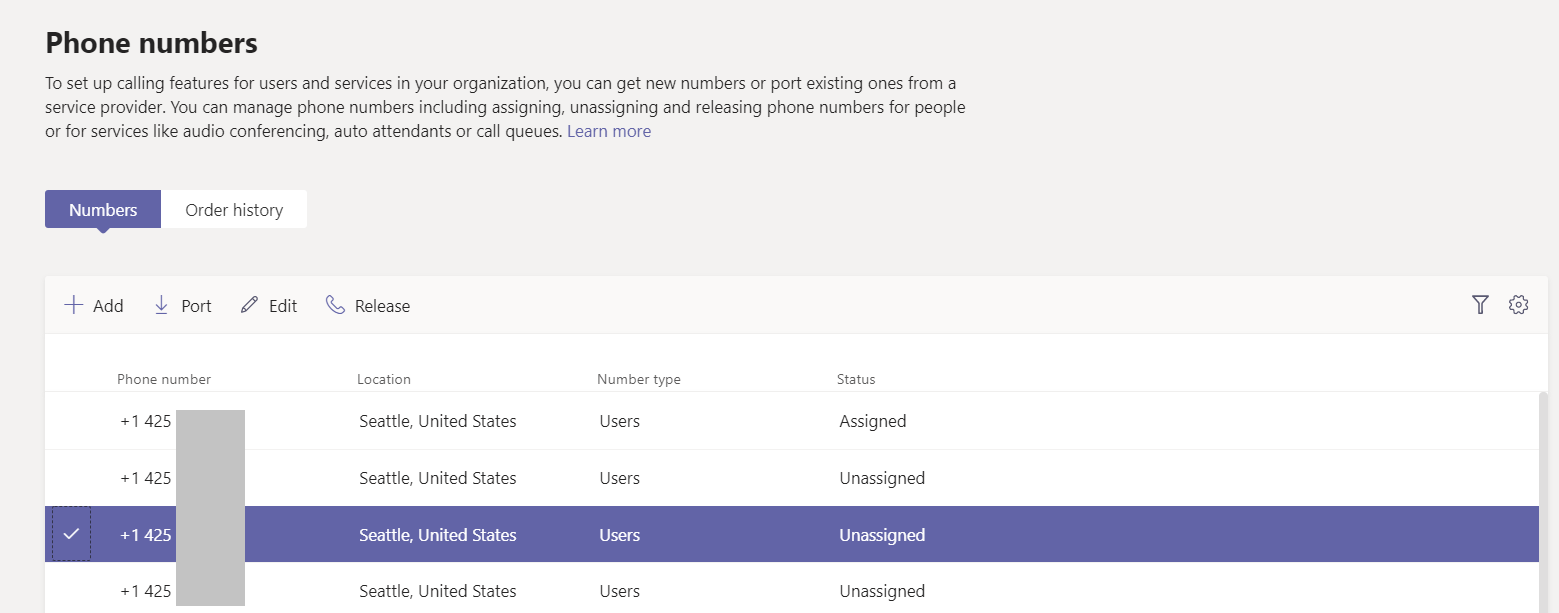 Phone numbers
To set up calling features for users and services in your organization, you can get new numbers or port existing ones from a
service provider. You can manage phone numbers including assigning, unassigning and releasing phone numbers for people
or for services like audio conferencing, auto attendants or call queues. Learn more
Numbers Order history
Add Port Edit Release
Phone number Location Number type Status
+1 425 Seattle, United States Users Assigned
+1 425 Seattle, United States Users Unassigned
+1 425 Seattle, United States Users Unassigned
+1 425 Seattle, United States Users Unassigned